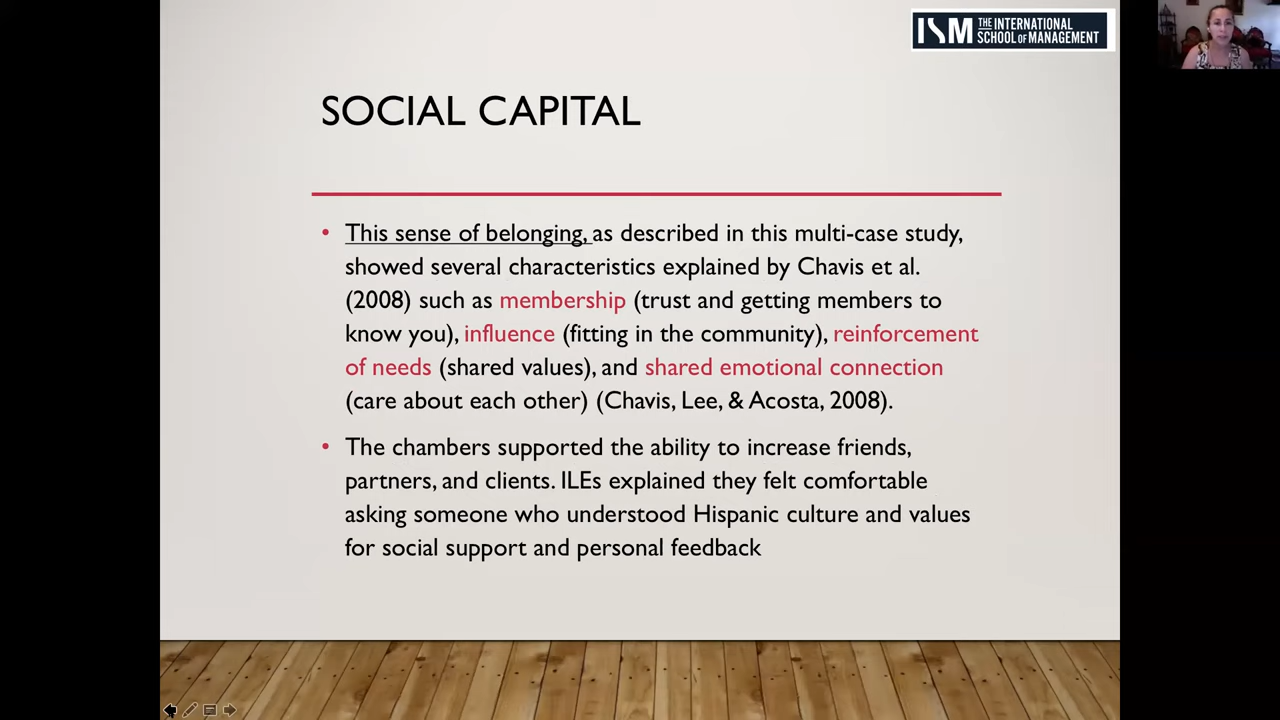 ISM THE INTERNATIONAL
SCHOOL OF MANAGEMENT
SOCIAL CAPITAL
• This sense of belonging, as described in this multi-case study,
showed several characteristics explained by Chavis et al.
(2008) such as membership (trust and getting members to
know you), influence (fitting in the community), reinforcement
of needs (shared values), and shared emotional connection
(care about each other) (Chavis, Lee, & Acosta, 2008).
• The chambers supported the ability to increase friends,
partners, and clients. ILEs explained they felt comfortable
asking someone who understood Hispanic culture and values
for social support and personal feedback